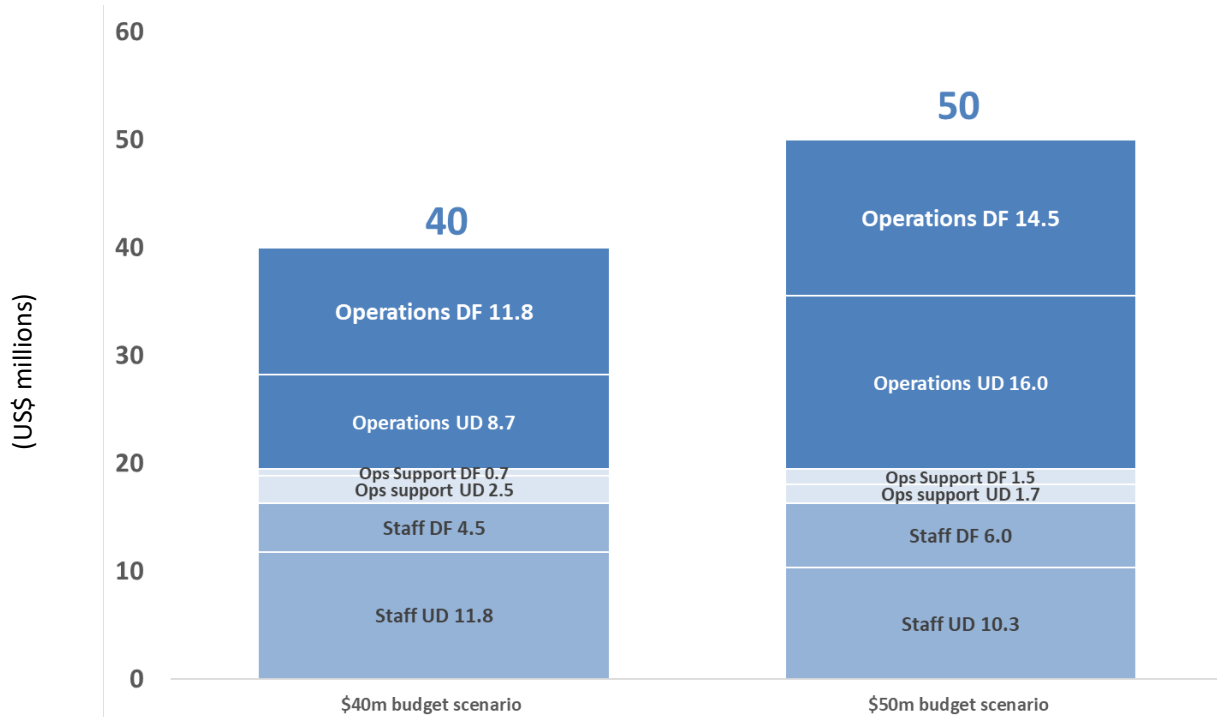 60
50
40
30
20
10
0
(US$ millions)
40
Operations DF 11.8
Operations UD 8.7
Ops Support DF 0.7
Ops support UD 2.5
Staff DF 4.5
Staff UD 11.8
$40m budget scenario
50
Operations DF 14.5
Operations UD 16.0
Ops Support DF 1.5
Ops support UD 1.7
Staff DF 6.0
Staff UD 10.3
$50m budget scenario